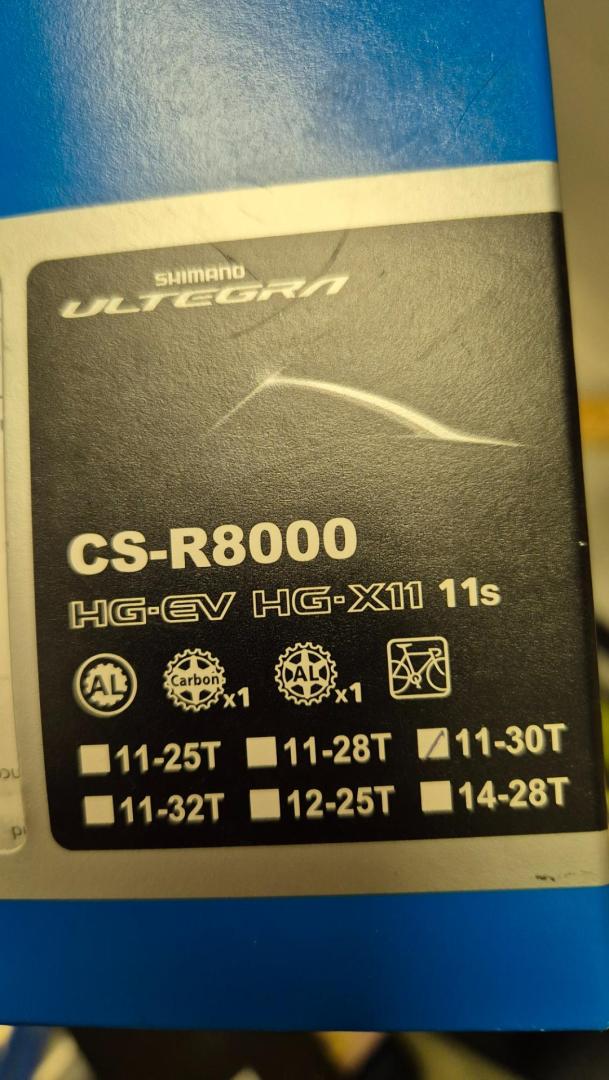 SHIMANO
ULTEGRA
CS-R8000
HG-EV HG-X11 11s
AL Carbon x1 AL x1
11-25T 11-28T 11-30T
11-32T 12-25T 14-28T